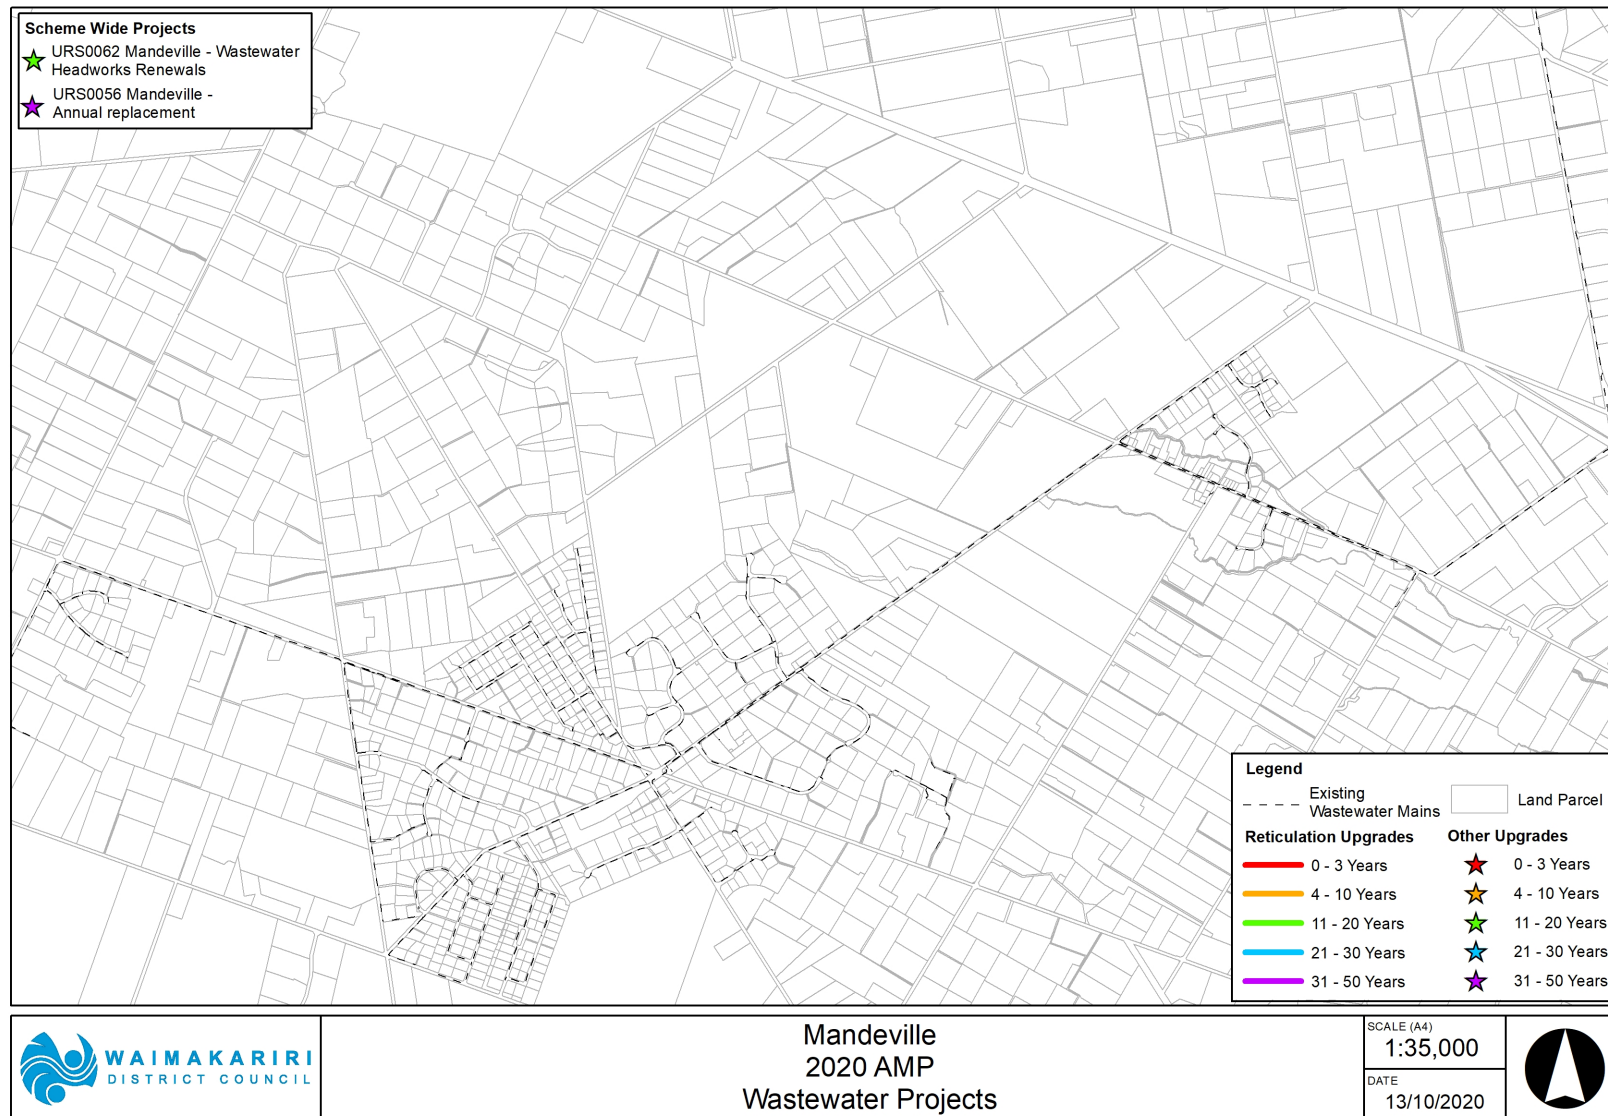 Scheme Wide Projects
URS0062 Mandeville - Wastewater
Headworks Renewals
URS0056 Mandeville -
Annual replacement
Legend
Existing
Wastewater Mains
Land Parcel
Reticulation Upgrades
Other Upgrades
0 - 3 Years
0 - 3 Years
4 - 10 Years
4 - 10 Years
11 - 20 Years
11 - 20 Years
21 - 30 Years
21 - 30 Years
31 - 50 Years
31 - 50 Years
WAIMAKARIRI
DISTRICT COUNCIL
Mandeville
2020 AMP
Wastewater Projects
SCALE (A4)
1:35,000
DATE
13/10/2020